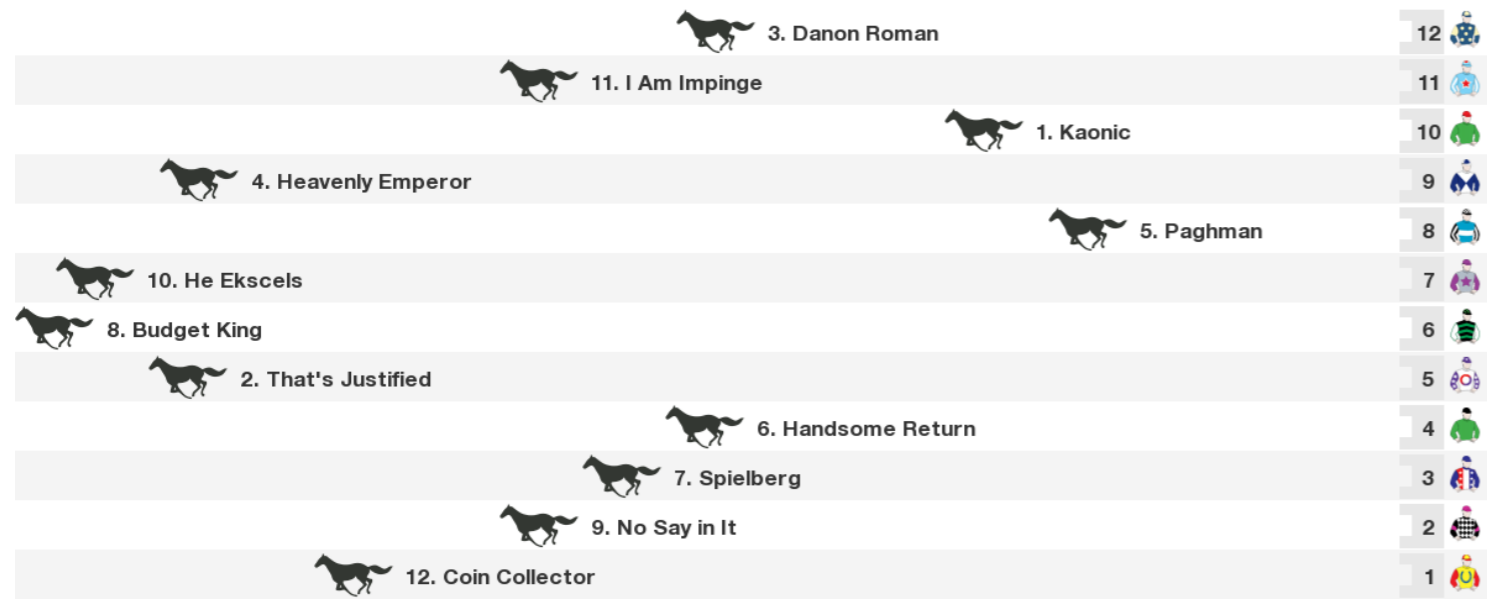 3. Danon Roman 12
11. I Am Impinge 11
1. Kaonic 10
4. Heavenly Emperor 9
5. Paghman 8
10. He Ekscels 7
8. Budget King 6
2. That's Justified 5
6. Handsome Return 4
7. Spielberg 3
9. No Say in It 2
12. Coin Collector 1